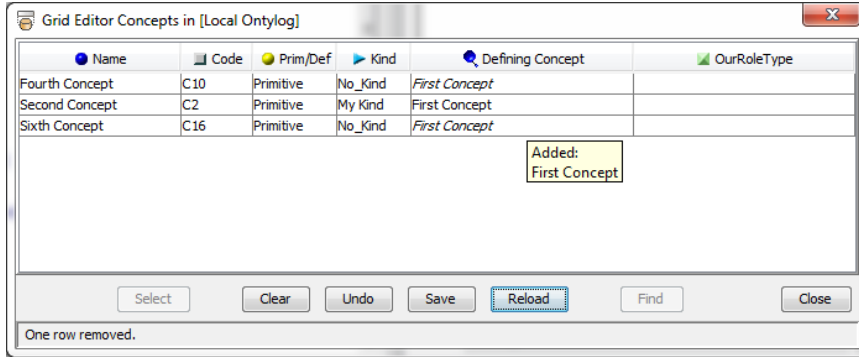 Grid Editor Concepts in [Local Ontylog]
Name Code Prim/Def Kind Defining Concept OurRoleType
Fourth Concept C10 Primitive No_Kind First Concept
Second Concept C2 Primitive My Kind First Concept
Sixth Concept C16 Primitive No_Kind First Concept
Added:
First Concept
Select Clear Undo Save Reload Find Close
One row removed.